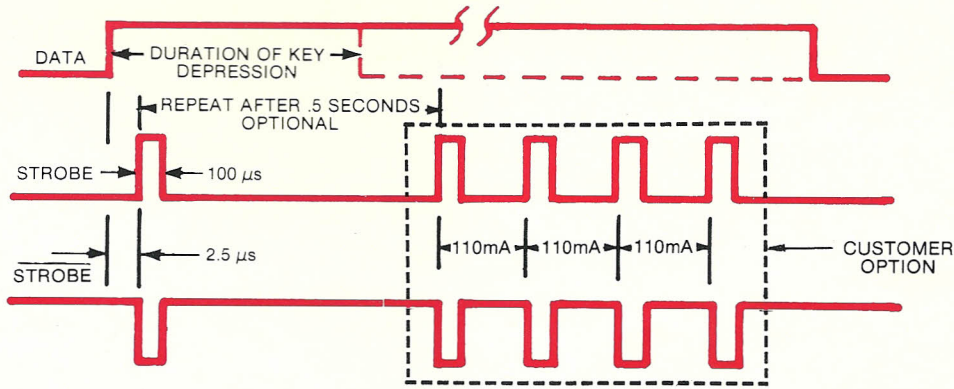 DATA
DURATION OF KEY
DEPRESSION
REPEAT AFTER .5 SECONDS
OPTIONAL
STROBE
100 μs
110mA
110mA
110mA
CUSTOMER
OPTION
2.5 μs
STROBE